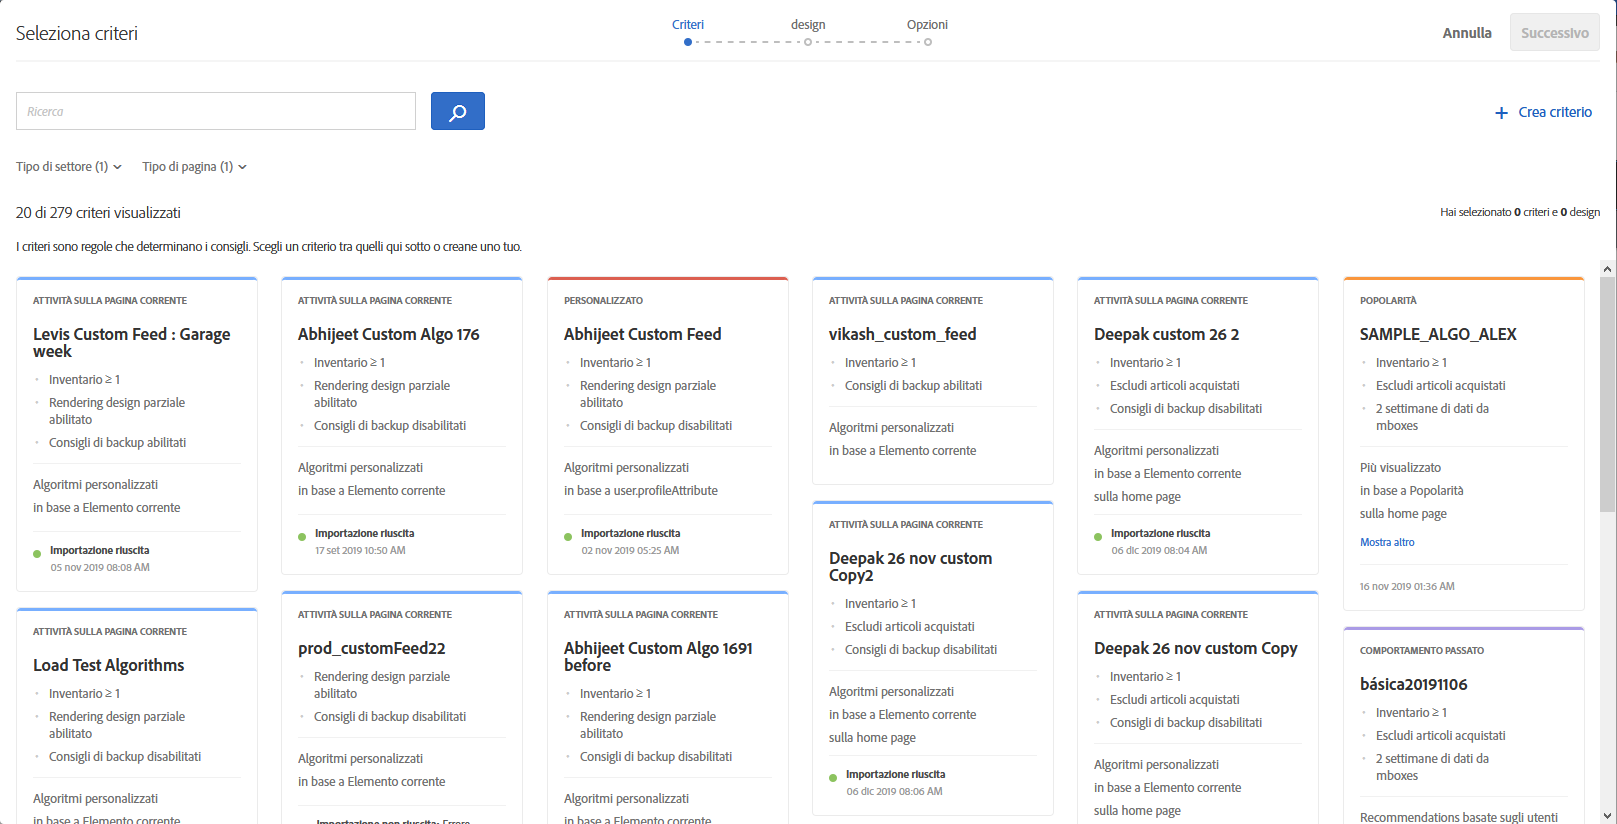 Seleziona criteri
Criteri
design
Opzioni
Annulla
Successivo
Ricerca
+ Crea criterio
Tipo di settore (1)
Tipo di pagina (1)
20 di 279 criteri visualizzati
Hai selezionato 0 criteri e 0 design
I criteri sono regole che determinano i consigli. Scegli un criterio tra quelli qui sotto o creane uno tuo.
ATTIVITÀ SULLA PAGINA CORRENTE
Levis Custom Feed : Garage
week
Inventario ≥ 1
Rendering design parziale
abilitato
Consigli di backup abilitati
Algoritmi personalizzati
in base a Elemento corrente
Importazione riuscita
05 nov 2019 08:08 AM
ATTIVITÀ SULLA PAGINA CORRENTE
Load Test Algorithms
Inventario ≥ 1
Rendering design parziale
abilitato
Consigli di backup disabilitati
Algoritmi personalizzati
in base a Elemento corrente
ATTIVITÀ SULLA PAGINA CORRENTE
Abhijeet Custom Algo 176
Inventario ≥ 1
Rendering design parziale
abilitato
Consigli di backup disabilitati
Algoritmi personalizzati
in base a Elemento corrente
Importazione riuscita
17 set 2019 10:50 AM
ATTIVITÀ SULLA PAGINA CORRENTE
prod_customFeed22
Rendering design parziale
abilitato
Consigli di backup disabilitati
Algoritmi personalizzati
in base a Elemento corrente
Importazione non riuscita: Errore
PERSONALIZZATO
Abhijeet Custom Feed
Inventario ≥ 1
Rendering design parziale
abilitato
Consigli di backup disabilitati
Algoritmi personalizzati
in base a user.profileAttribute
Importazione riuscita
02 nov 2019 05:25 AM
ATTIVITÀ SULLA PAGINA CORRENTE
Abhijeet Custom Algo 1691
before
Inventario ≥ 1
Rendering design parziale
abilitato
Consigli di backup disabilitati
Algoritmi personalizzati
in base a Elemento corrente
ATTIVITÀ SULLA PAGINA CORRENTE
vikash_custom_feed
Inventario ≥ 1
Consigli di backup abilitati
Algoritmi personalizzati
in base a Elemento corrente
ATTIVITÀ SULLA PAGINA CORRENTE
Deepak 26 nov custom
Copy2
Inventario ≥ 1
Escludi articoli acquistati
Consigli di backup disabilitati
Algoritmi personalizzati
in base a Elemento corrente
sulla home page
Importazione riuscita
06 dic 2019 08:06 AM
ATTIVITÀ SULLA PAGINA CORRENTE
Deepak custom 26 2
Inventario ≥ 1
Escludi articoli acquistati
Consigli di backup disabilitati
Algoritmi personalizzati
in base a Elemento corrente
sulla home page
Importazione riuscita
06 dic 2019 08:04 AM
ATTIVITÀ SULLA PAGINA CORRENTE
Deepak 26 nov custom Copy
Inventario ≥ 1
Escludi articoli acquistati
Consigli di backup disabilitati
Algoritmi personalizzati
in base a Elemento corrente
sulla home page
POPOLARITÀ
SAMPLE_ALGO_ALEX
Inventario ≥ 1
Escludi articoli acquistati
2 settimane di dati da
mboxes
Più visualizzato
in base a Popolarità
sulla home page
Mostra altro
16 nov 2019 01:36 AM
COMPORTAMENTO PASSATO
básica20191106
Inventario ≥ 1
Escludi articoli acquistati
2 settimane di dati da
mboxes
Recommendations basate sugli utenti